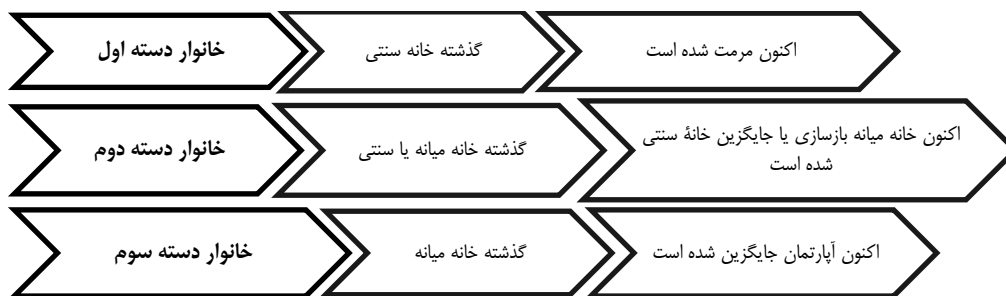 خانوار دسته اول
گذشته خانه سنتی
اکنون مرمت شده است
خانوار دسته دوم
گذشته خانه میانه یا سنتی
اکنون خانه میانه بازسازی یا جایگزین خانۀ سنتی
شده است
خانوار دسته سوم
گذشته خانه میانه
اکنون آپارتمان جایگزین شده است